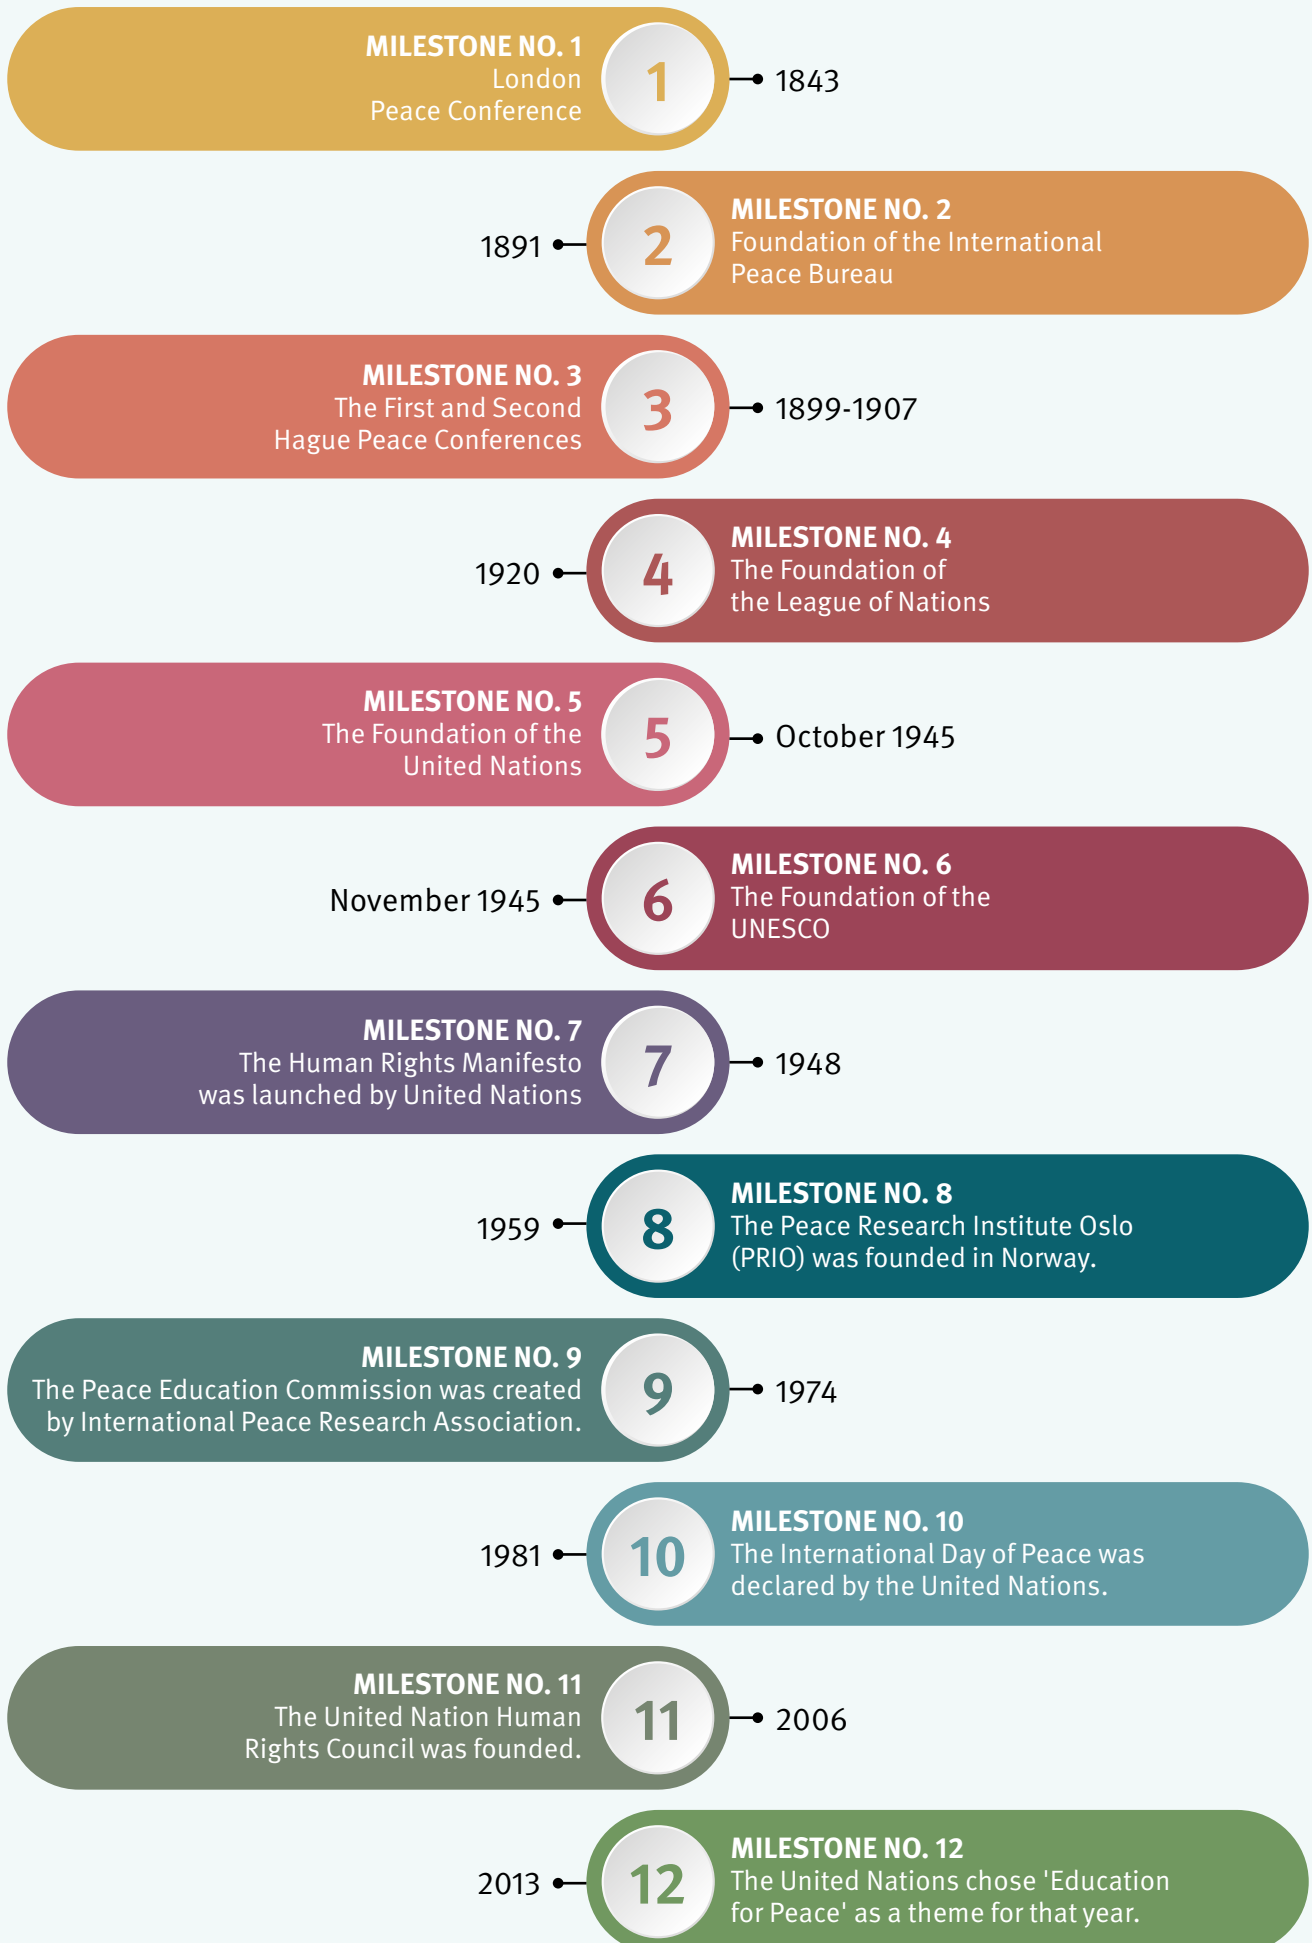 MILESTONE NO. 1
London
Peace Conference
1
1843
1891
2
MILESTONE NO. 2
Foundation of the International
Peace Bureau
MILESTONE NO. 3
The First and Second
Hague Peace Conferences
3
1899-1907
1920
4
MILESTONE NO. 4
The Foundation of
the League of Nations
MILESTONE NO. 5
The Foundation of the
United Nations
5
October 1945
November 1945
6
MILESTONE NO. 6
The Foundation of the
UNESCO
MILESTONE NO. 7
The Human Rights Manifesto
was launched by United Nations
7
1948
1959
8
MILESTONE NO. 8
The Peace Research Institute Oslo
(PRIO) was founded in Norway.
MILESTONE NO. 9
The Peace Education Commission was created
by International Peace Research Association.
9
1974
1981
10
MILESTONE NO. 10
The International Day of Peace was
declared by the United Nations.
MILESTONE NO. 11
The United Nation Human
Rights Council was founded.
11
2006
2013
12
MILESTONE NO. 12
The United Nations chose 'Education
for Peace' as a theme for that year.